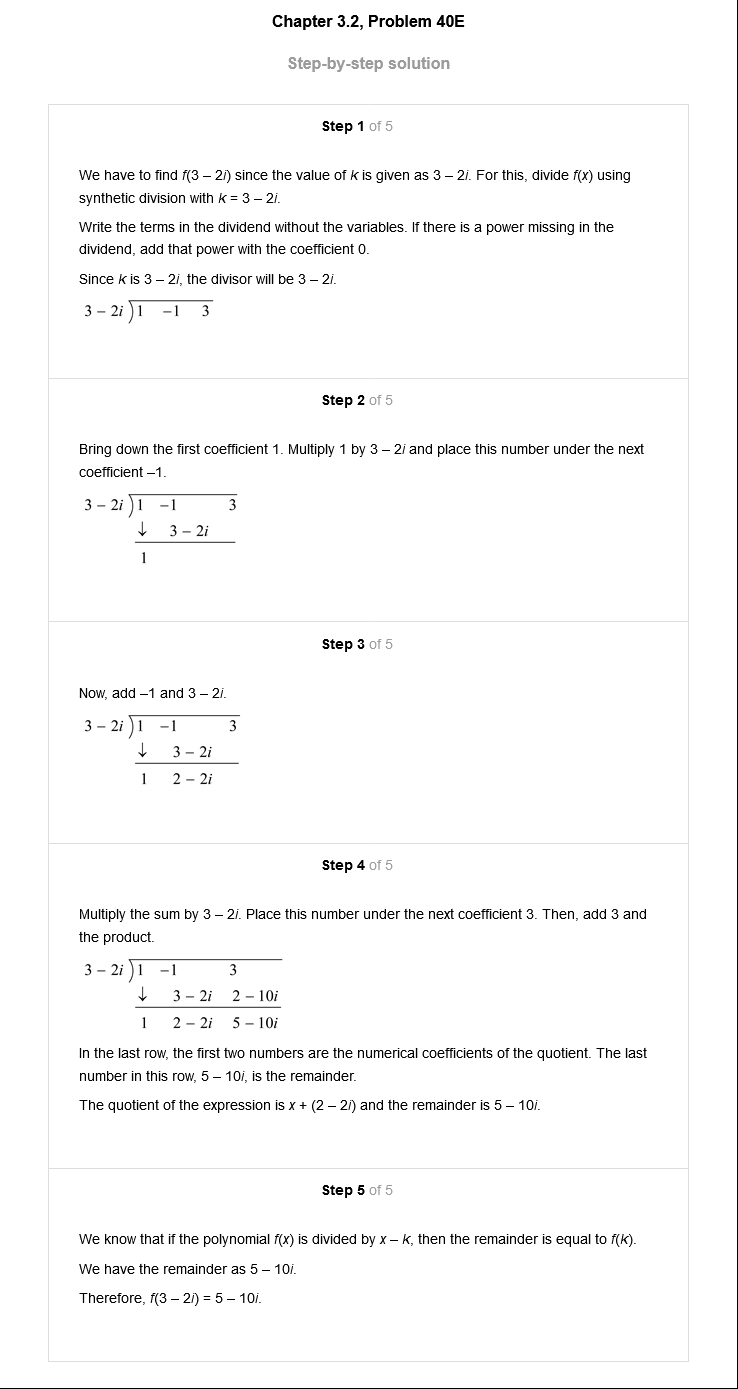 Chapter 3.2, Problem 40E
Step-by-step solution
Step 1 of 5
We have to find f(3 – 2i) since the value of k is given as 3 – 2i. For this, divide f(x) using
synthetic division with k = 3 – 2i.
Write the terms in the dividend without the variables. If there is a power missing in the
dividend, add that power with the coefficient 0.
Since k is 3 – 2i, the divisor will be 3 – 2i.
3 – 2i ) 1 –1 3
Step 2 of 5
Bring down the first coefficient 1. Multiply 1 by 3 – 2i and place this number under the next
coefficient –1.
3 – 2i ) 1 –1 3
↓ 3 – 2i
1
Step 3 of 5
Now, add –1 and 3 – 2i.
3 – 2i ) 1 –1 3
↓ 3 – 2i
1 2 – 2i
Step 4 of 5
Multiply the sum by 3 – 2i. Place this number under the next coefficient 3. Then, add 3 and
the product.
3 – 2i ) 1 –1 3
↓ 3 – 2i 2 – 10i
1 2 – 2i 5 – 10i
In the last row, the first two numbers are the numerical coefficients of the quotient. The last
number in this row, 5 – 10i, is the remainder.
The quotient of the expression is x + (2 – 2i) and the remainder is 5 – 10i.
Step 5 of 5
We know that if the polynomial f(x) is divided by x – k, then the remainder is equal to f(k).
We have the remainder as 5 – 10i.
Therefore, f(3 – 2i) = 5 – 10i.